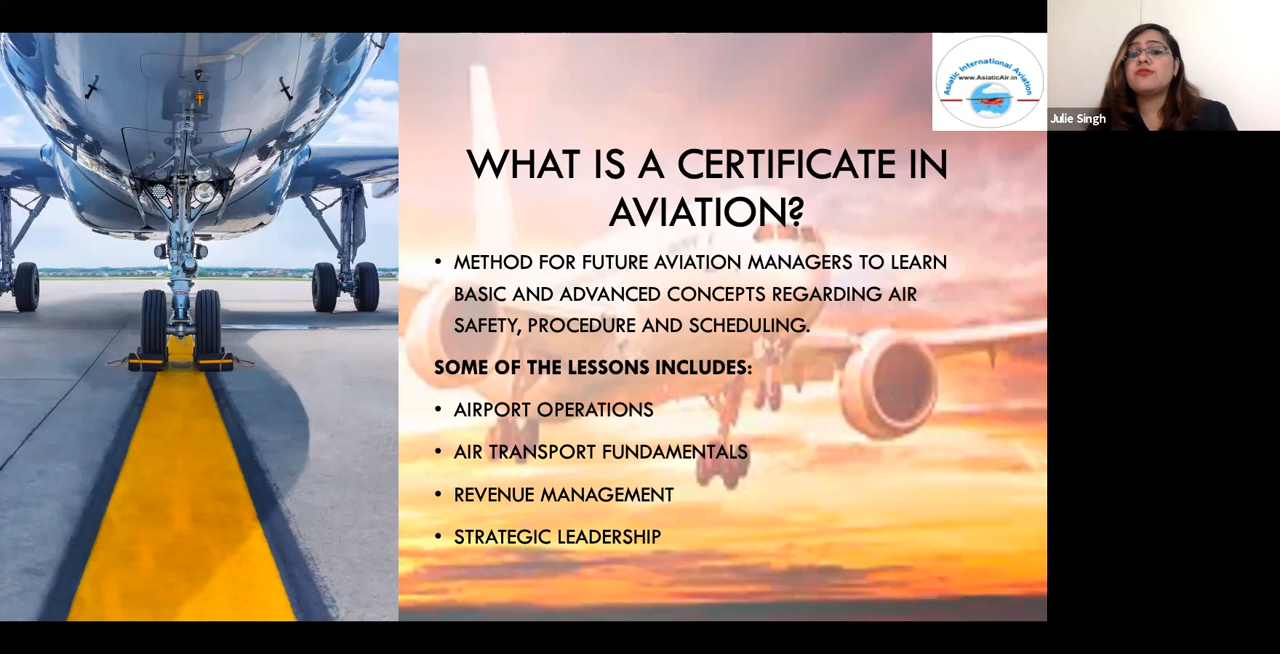 Asiatic International Aviation
www.AsiaticAir.in
Julie Singh
WHAT IS A CERTIFICATE IN
AVIATION?
• METHOD FOR FUTURE AVIATION MANAGERS TO LEARN
BASIC AND ADVANCED CONCEPTS REGARDING AIR
SAFETY, PROCEDURE AND SCHEDULING.
SOME OF THE LESSONS INCLUDES:
• AIRPORT OPERATIONS
• AIR TRANSPORT FUNDAMENTALS
• REVENUE MANAGEMENT
• STRATEGIC LEADERSHIP